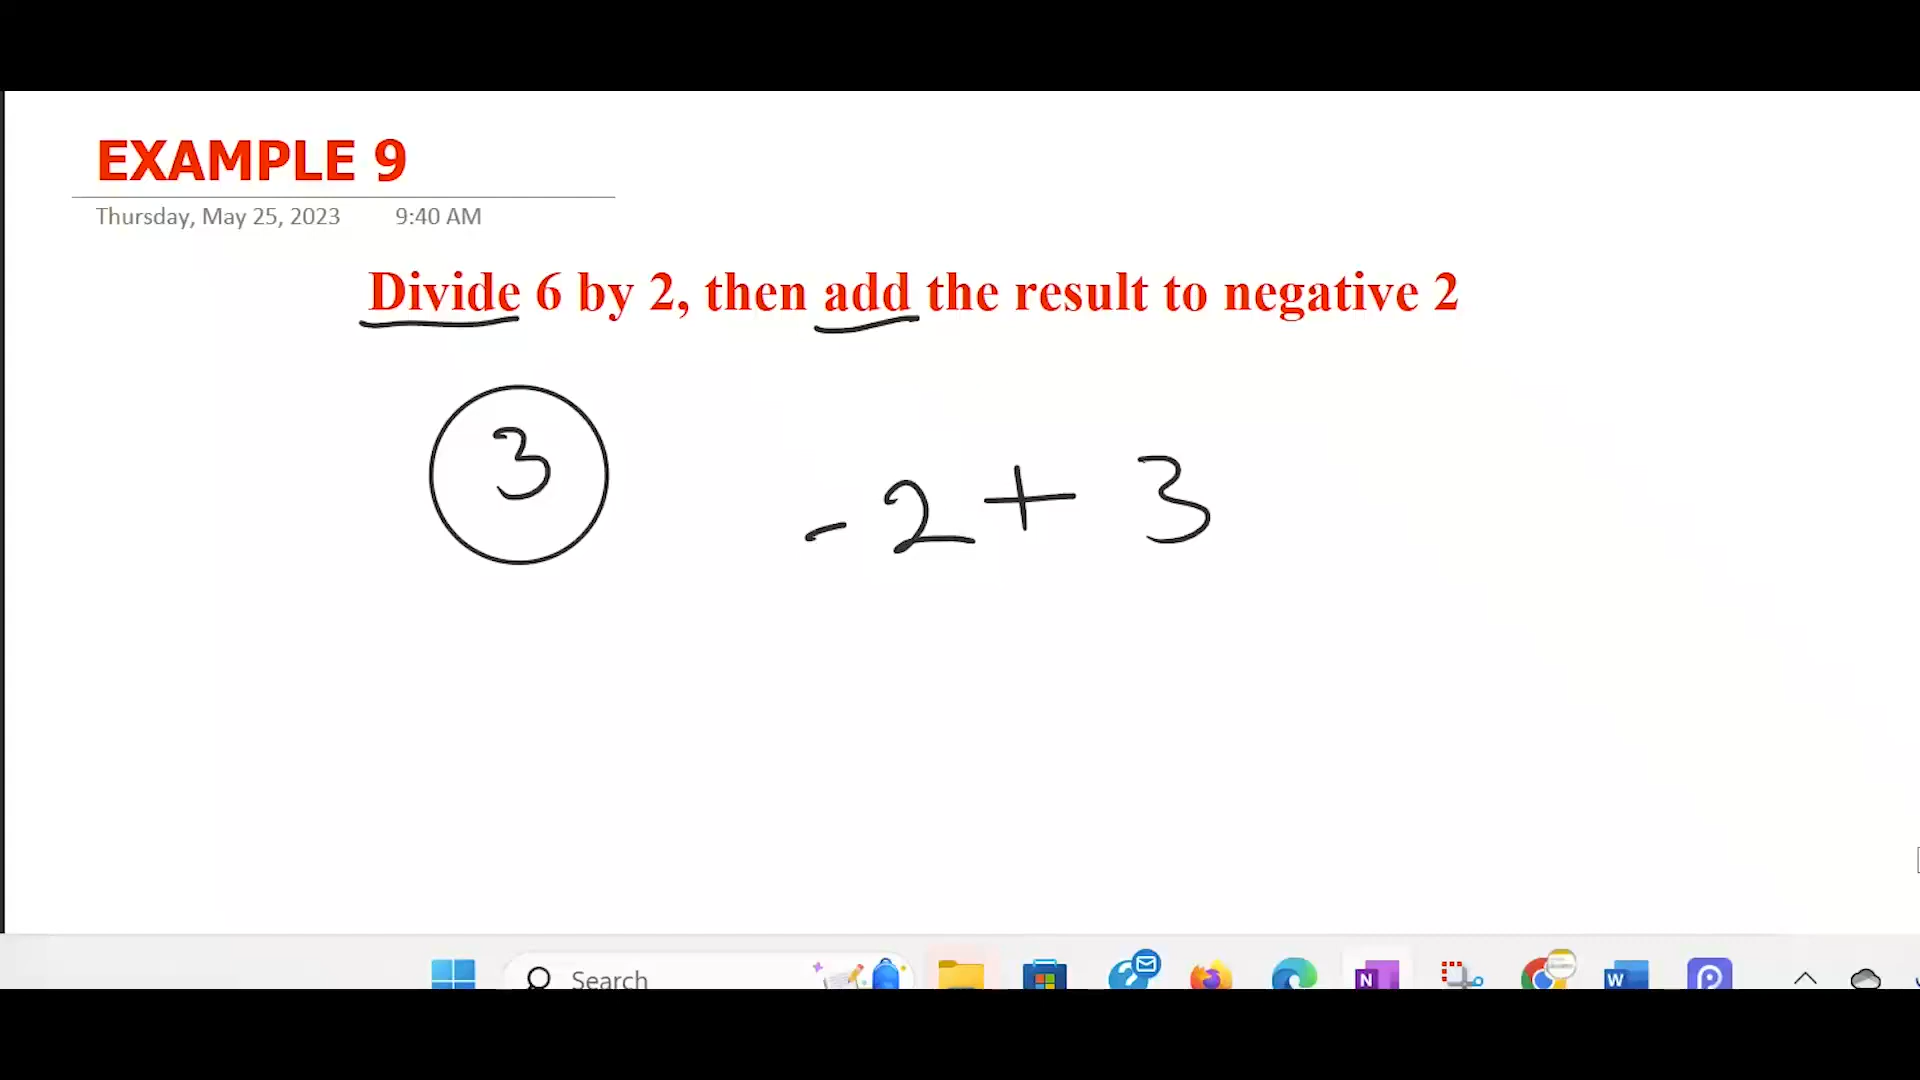 EXAMPLE 9
Thursday, May 25, 2023 9:40 AM
Divide 6 by 2, then add the result to negative 2
3
-2 + 3
Search